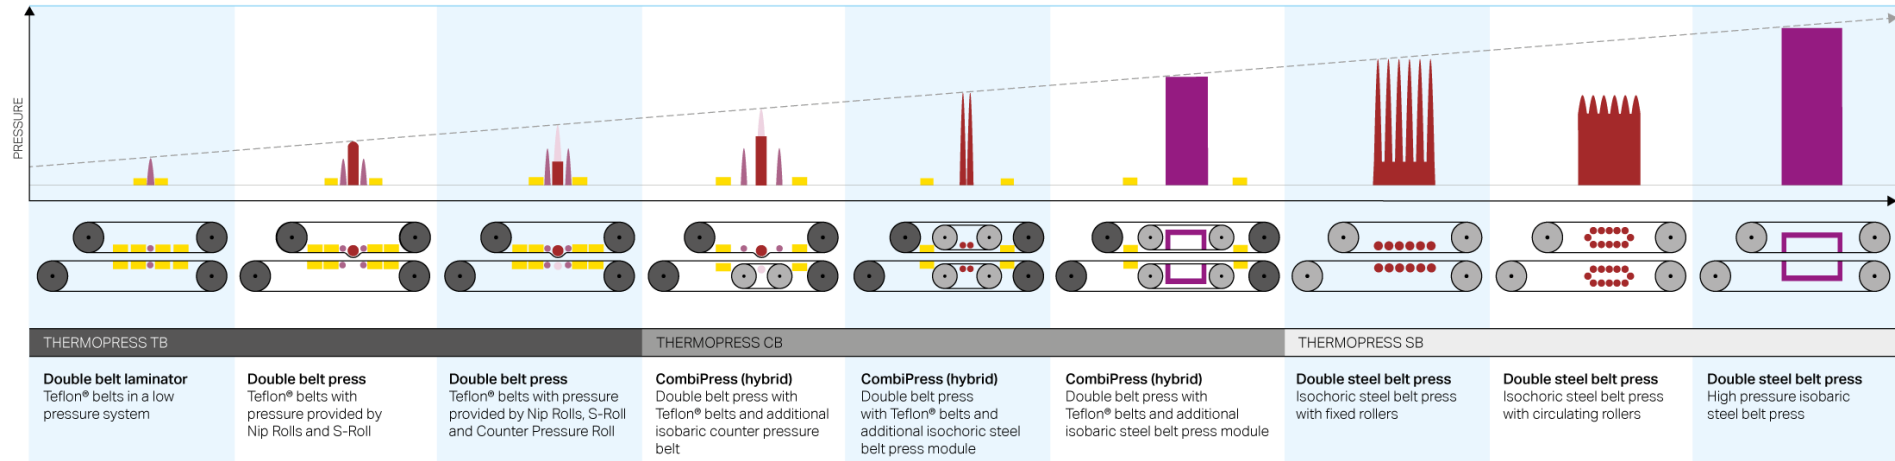 PRESSURE
THERMOPRESS TB
THERMOPRESS CB
THERMOPRESS SB
Double belt laminator
Teflon® belts in a low
pressure system
Double belt press
Teflon® belts with
pressure provided by
Nip Rolls and S-Roll
Double belt press
Teflon® belts with pressure
provided by Nip Rolls, S-Roll
and Counter Pressure Roll
CombiPress (hybrid)
Double belt press with
Teflon® belts and additional
isobaric counter pressure
belt
CombiPress (hybrid)
Double belt press
with Teflon® belts and
additional isochoric steel
belt press module
CombiPress (hybrid)
Double belt press with
Teflon® belts and additional
isobaric steel belt press module
Double steel belt press
Isochoric steel belt press
with fixed rollers
Double steel belt press
Isochoric steel belt press
with circulating rollers
Double steel belt press
High pressure isobaric
steel belt press